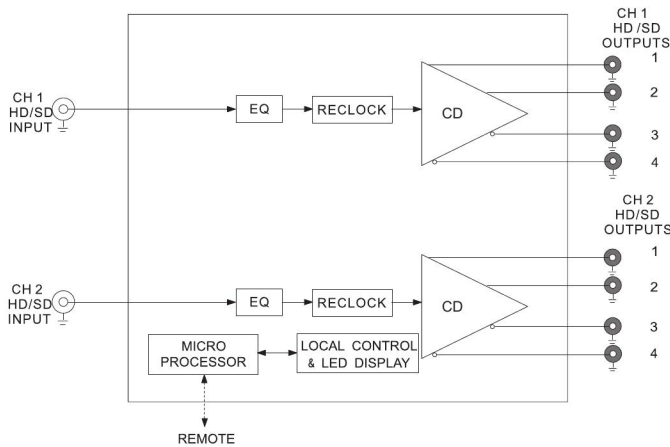 CH 1
HD /SD
OUTPUTS
1
CH 1
HD/SD
INPUT
EQ
RECLOCK
CD
2
3
4
CH 2
HD/SD
OUTPUTS
1
CH 2
HD/SD
INPUT
EQ
RECLOCK
CD
2
3
4
MICRO
PROCESSOR
LOCAL CONTROL
& LED DISPLAY
REMOTE